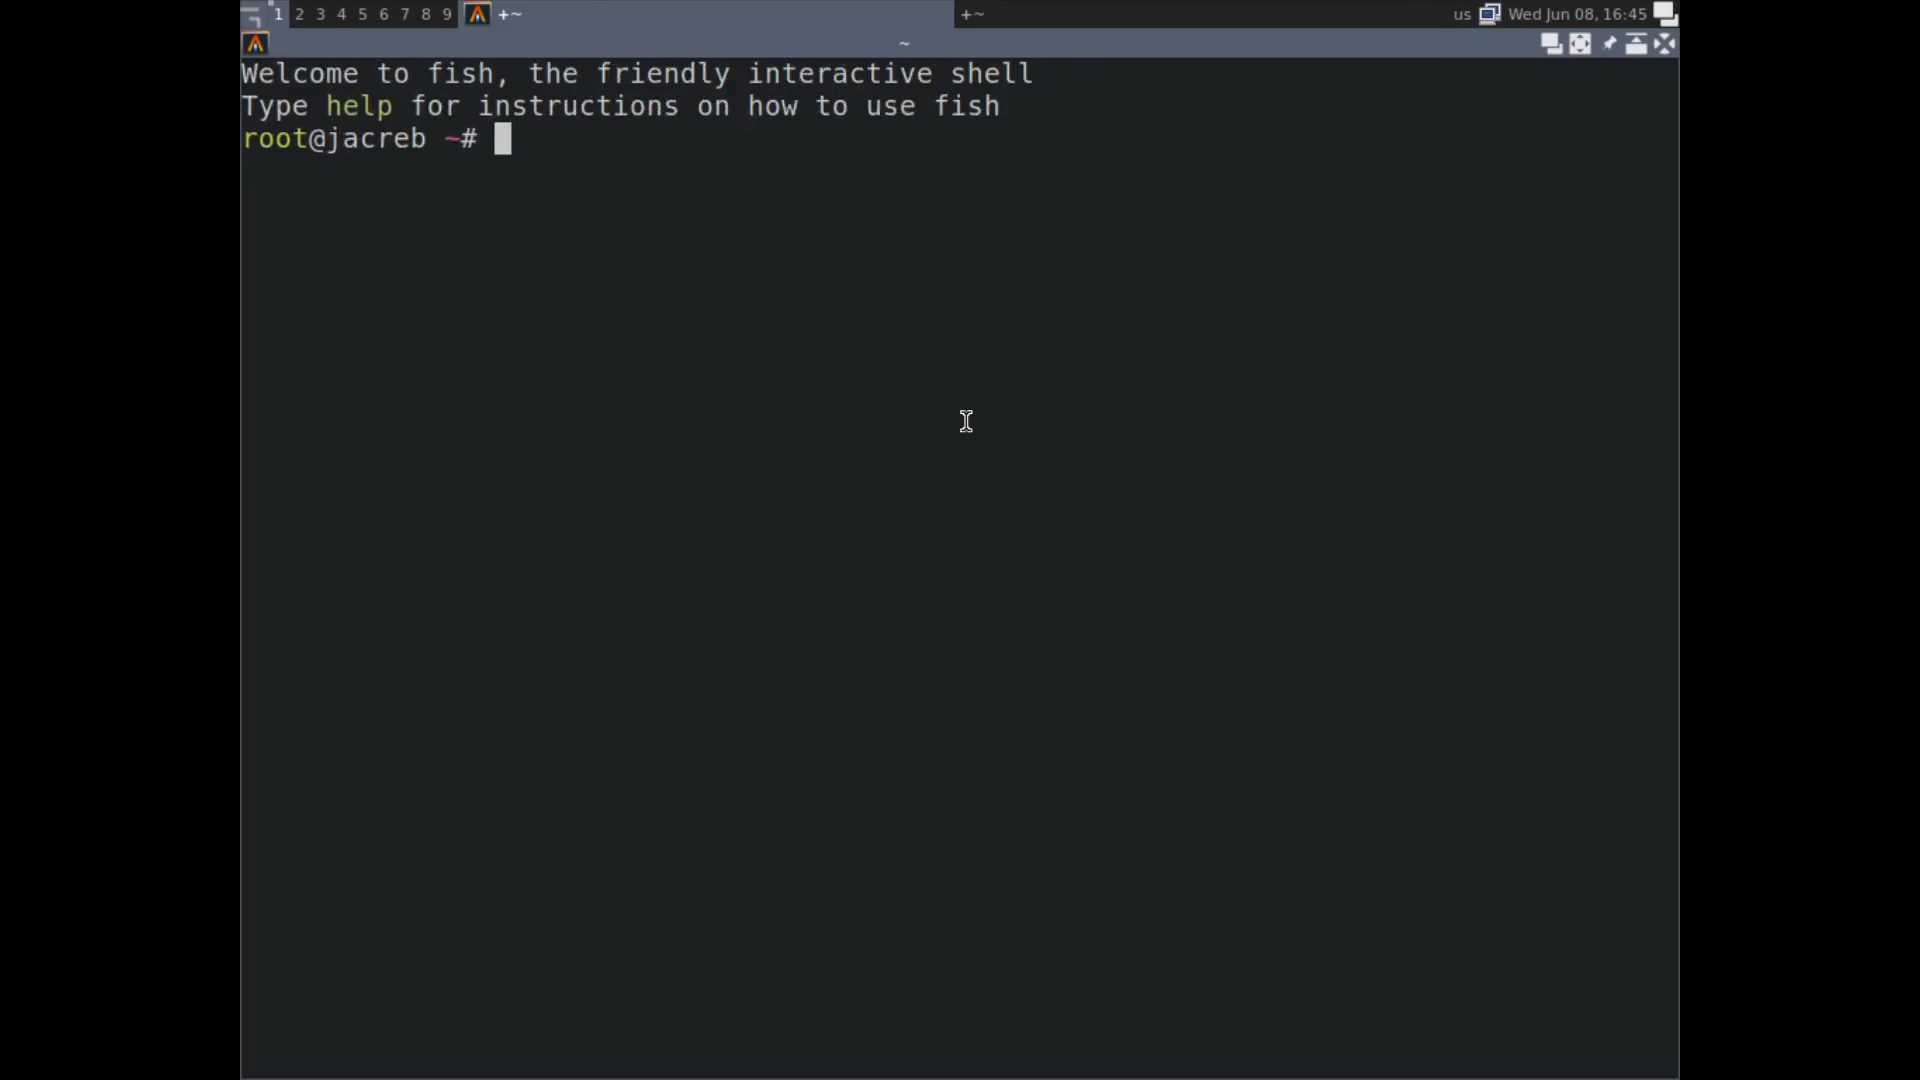 1 2 3 4 5 6 7 8 9 +~ +~ us Wed Jun 08, 16:45
~
Welcome to fish, the friendly interactive shell
Type help for instructions on how to use fish
root@jacreb ~#